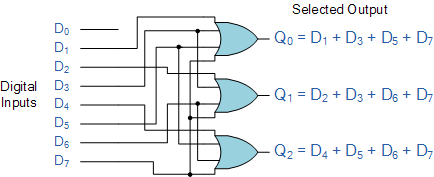 Selected Output
D₀
D₁
D₂
D₃
D₄
D₅
D₆
D₇
Digital
Inputs
Q₀ = D₁ + D₃ + D₅ + D₇
Q₁ = D₂ + D₃ + D₆ + D₇
Q₂ = D₄ + D₅ + D₆ + D₇